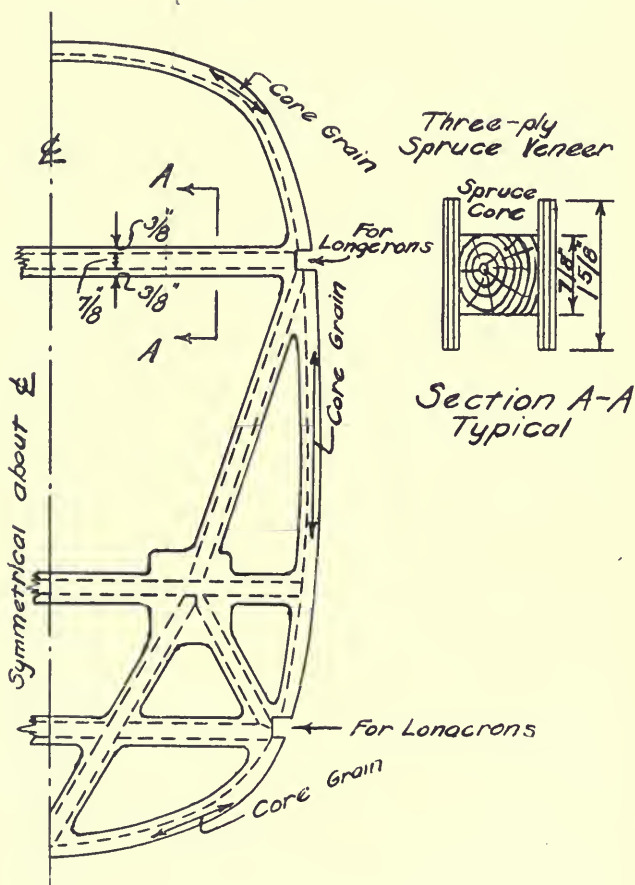 Core Grain
Three-ply
Spruce Veneer
℄
A
Spruce
Core
3/8"
For
Longerons
7/8"
3/8"
7/8"
1 5/8"
A
Core Grain
Section A-A
Typical
Symmetrical about ℄
For Lonacrons
Core Grain